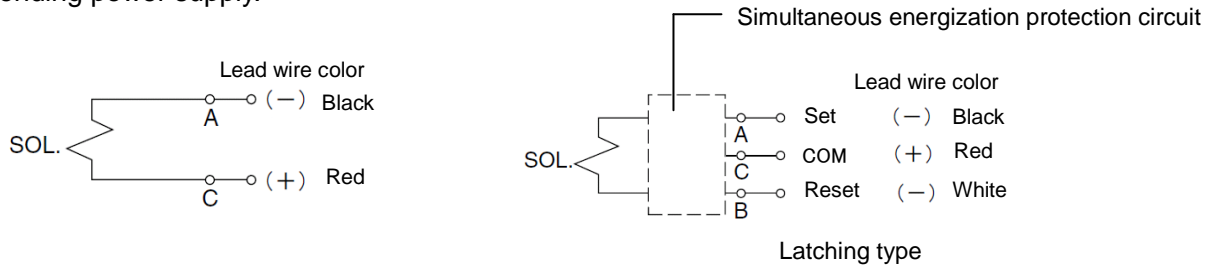 power supply.
Simultaneous energization protection circuit
Lead wire color
(－) Black
A
SOL.
(＋) Red
C
Lead wire color
Set (－) Black
A
SOL.
COM (＋) Red
C
Reset (－) White
B
Latching type